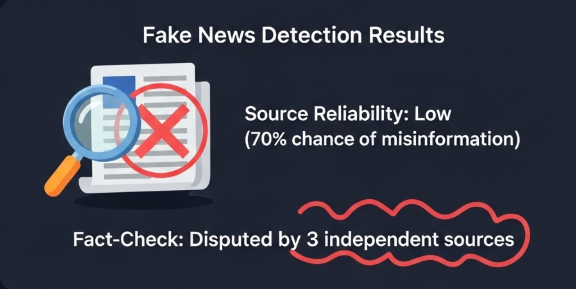 Fake News Detection Results
Source Reliability: Low
(70% chance of misinformation)
Fact-Check: Disputed by 3 independent sources